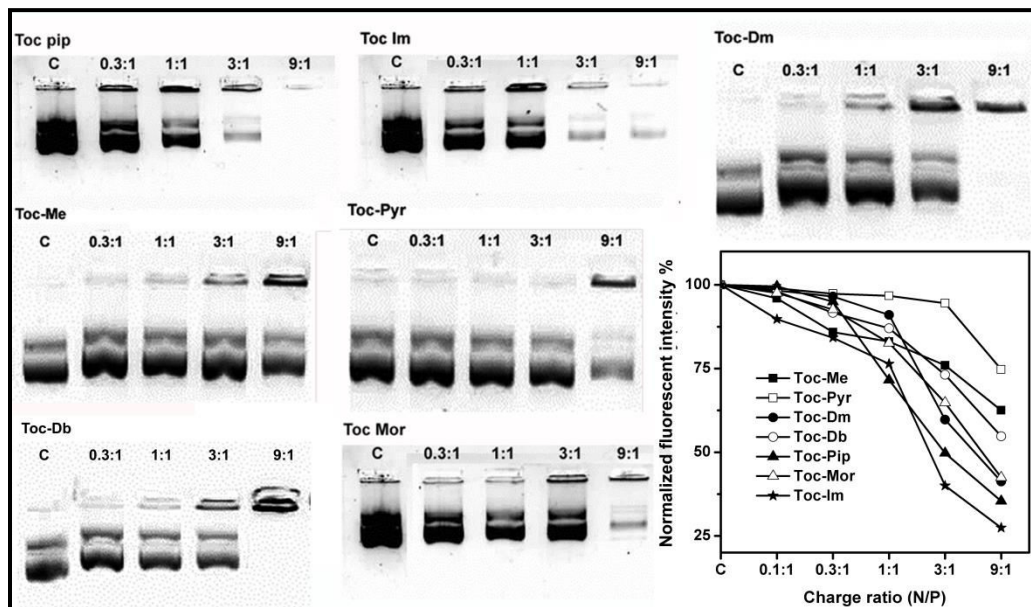 Toc pip
C 0.3:1 1:1 3:1 9:1
Toc Im
C 0.3:1 1:1 3:1 9:1
Toc-Dm
C 0.3:1 1:1 3:1 9:1
Toc-Me
C 0.3:1 1:1 3:1 9:1
Toc-Pyr
C 0.3:1 1:1 3:1 9:1
Toc-Db
C 0.3:1 1:1 3:1 9:1
Toc Mor
C 0.3:1 1:1 3:1 9:1
Normalized fluorescent intensity %
100
75
50
25
Toc-Me
Toc-Pyr
Toc-Dm
Toc-Db
Toc-Pip
Toc-Mor
Toc-Im
C 0.1:1 0.3:1 1:1 3:1 9:1
Charge ratio (N/P)